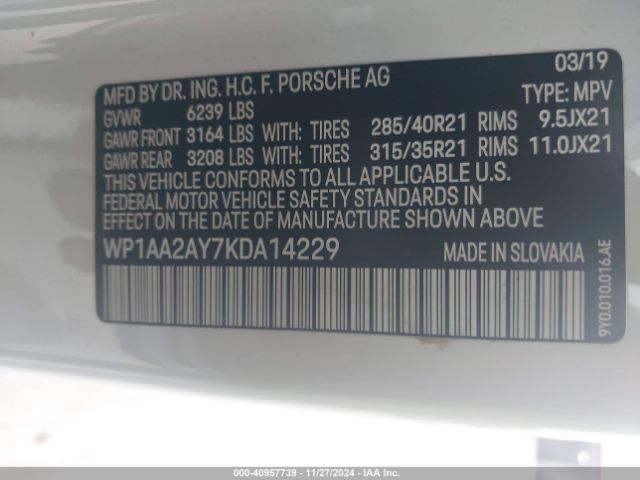 MFD BY DR. ING. H.C. F. PORSCHE AG 03/19
GVWR 6239 LBS TYPE: MPV
GAWR FRONT 3164 LBS WITH: TIRES 285/40R21 RIMS 9.5JX21
GAWR REAR 3208 LBS WITH: TIRES 315/35R21 RIMS 11.0JX21
THIS VEHICLE CONFORMS TO ALL APPLICABLE U.S.
FEDERAL MOTOR VEHICLE SAFETY STANDARDS IN
EFFECT ON THE DATE OF MANUFACTURE SHOWN ABOVE
WP1AA2AY7KDA14229 MADE IN SLOVAKIA
9Y0.010.016.AE
(000-40957739 - 11/27/2024 - IAA Inc.)